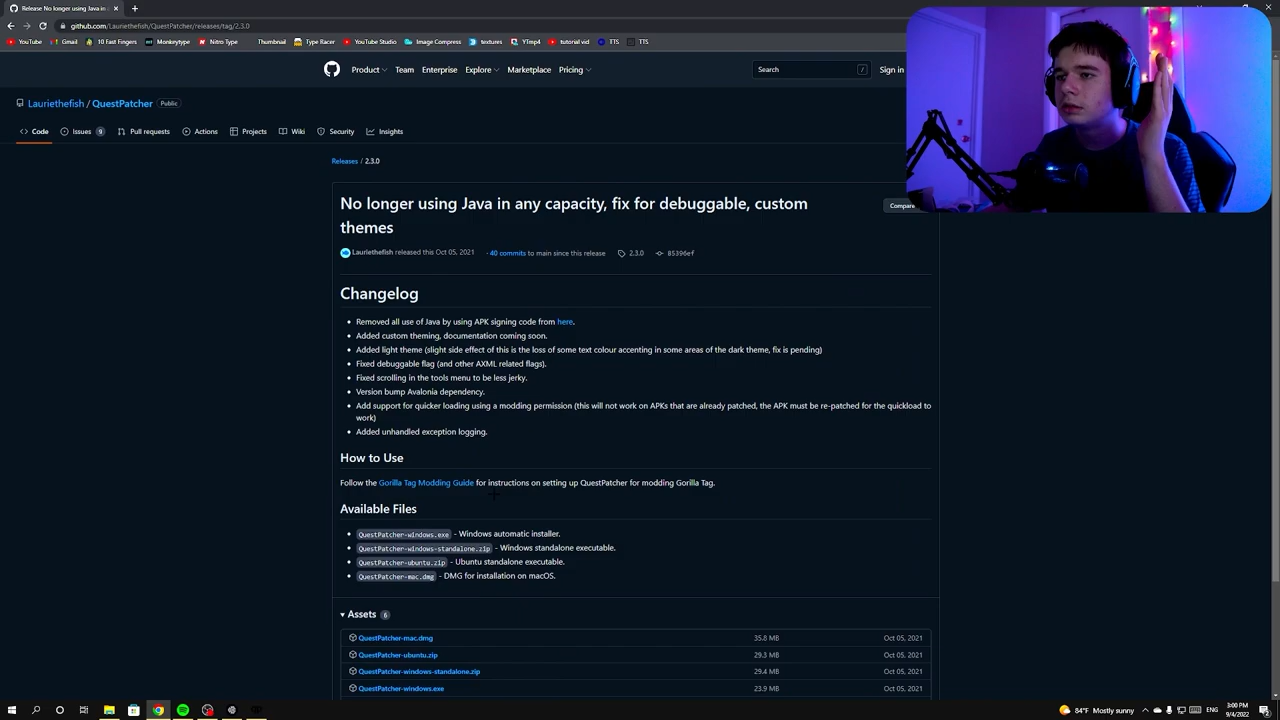 Release No longer using Java in a
github.com/Lauriethefish/QuestPatcher/releases/tag/2.3.0
YouTube Gmail 10 Fast Fingers Monkeytype Nitro Type Thumbnail Type Racer YouTube Studio Image Compress textures YTmp4 tutorial vid TTS TTS
Product Team Enterprise Explore Marketplace Pricing Search / Sign in
Lauriethefish / QuestPatcher Public
Code Issues 9 Pull requests Actions Projects Wiki Security Insights
Releases / 2.3.0
No longer using Java in any capacity, fix for debuggable, custom
themes
Compare
Lauriethefish released this Oct 05, 2021 · 40 commits to main since this release 2.3.0 85396ef
Changelog
• Removed all use of Java by using APK signing code from here.
• Added custom theming, documentation coming soon.
• Added light theme (slight side effect of this is the loss of some text colour accenting in some areas of the dark theme, fix is pending)
• Fixed debuggable flag (and other AXML related flags).
• Fixed scrolling in the tools menu to be less jerky.
• Version bump Avalonia dependency.
• Add support for quicker loading using a modding permission (this will not work on APKs that are already patched, the APK must be re-patched for the quickload to
work)
• Added unhandled exception logging.
How to Use
Follow the Gorilla Tag Modding Guide for instructions on setting up QuestPatcher for modding Gorilla Tag.
Available Files
• QuestPatcher-windows.exe - Windows automatic installer.
• QuestPatcher-windows-standalone.zip - Windows standalone executable.
• QuestPatcher-ubuntu.zip - Ubuntu standalone executable.
• QuestPatcher-mac.dmg - DMG for installation on macOS.
Assets 6
QuestPatcher-mac.dmg 35.8 MB Oct 05, 2021
QuestPatcher-ubuntu.zip 29.3 MB Oct 05, 2021
QuestPatcher-windows-standalone.zip 29.4 MB Oct 05, 2021
QuestPatcher-windows.exe 23.9 MB Oct 05, 2021
84°F Mostly sunny ENG 3:00 PM
9/4/2022